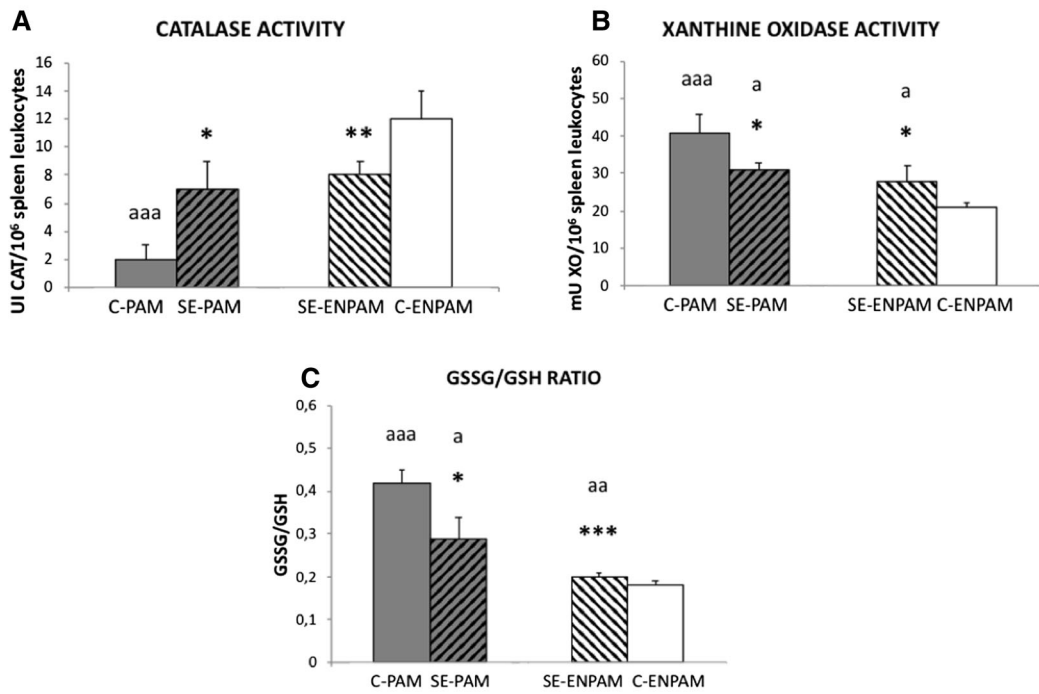 A
CATALASE ACTIVITY
UI CAT/10⁶ spleen leukocytes
16
14
12
10
8
6
4
2
0
aaa
*
**
C-PAM SE-PAM SE-ENPAM C-ENPAM
B
XANTHINE OXIDASE ACTIVITY
mU XO/10⁶ spleen leukocytes
60
50
40
30
20
10
0
aaa a a
* *
C-PAM SE-PAM SE-ENPAM C-ENPAM
C
GSSG/GSH RATIO
GSSG/GSH
0,6
0,5
0,4
0,3
0,2
0,1
0
aaa a
*
aa
***
C-PAM SE-PAM SE-ENPAM C-ENPAM